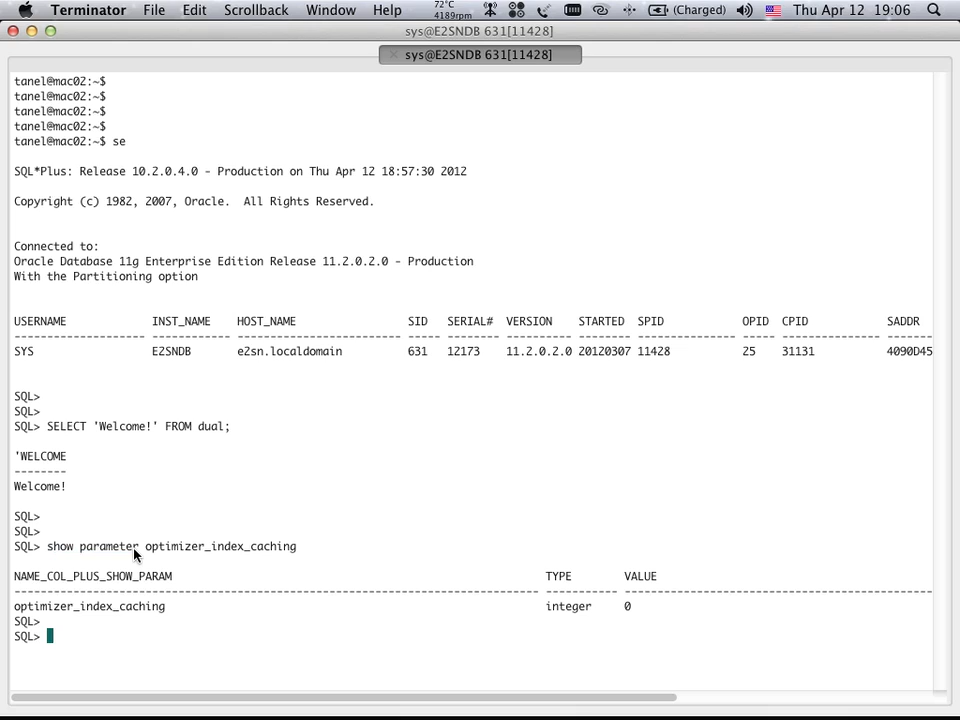 Terminator File Edit Scrollback Window Help 72°C 4189rpm (Charged) Thu Apr 12 19:06
sys@E2SNDB 631[11428]
sys@E2SNDB 631[11428]
tanel@mac02:~$
tanel@mac02:~$
tanel@mac02:~$
tanel@mac02:~$
tanel@mac02:~$ se
SQL*Plus: Release 10.2.0.4.0 - Production on Thu Apr 12 18:57:30 2012
Copyright (c) 1982, 2007, Oracle.  All Rights Reserved.
Connected to:
Oracle Database 11g Enterprise Edition Release 11.2.0.2.0 - Production
With the Partitioning option
USERNAME INST_NAME HOST_NAME SID SERIAL# VERSION STARTED SPID OPID CPID SADDR
SYS E2SNDB e2sn.localdomain 631 12173 11.2.0.2.0 20120307 11428 25 31131 4090D45
SQL>
SQL>
SQL> SELECT 'Welcome!' FROM dual;
'WELCOME
--------
Welcome!
SQL>
SQL>
SQL> show parameter optimizer_index_caching
NAME_COL_PLUS_SHOW_PARAM TYPE VALUE
optimizer_index_caching integer 0
SQL>
SQL>